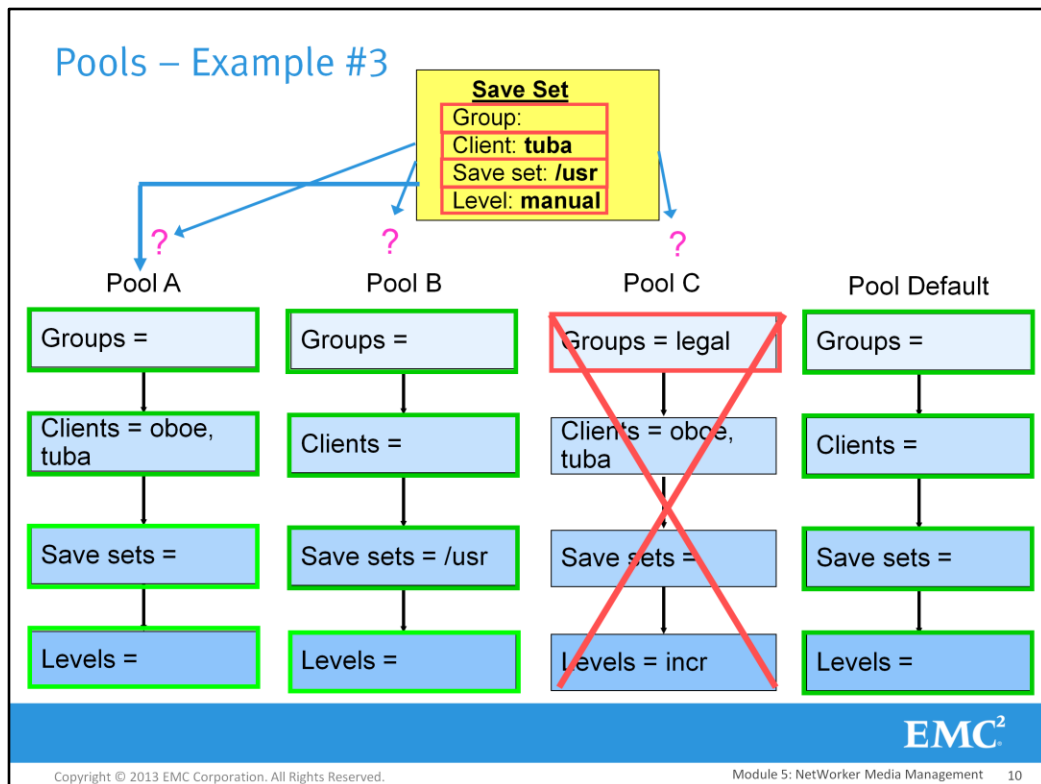 Pools – Example #3
Save Set
Group:
Client: tuba
Save set: /usr
Level: manual
?
?
?
Pool A
Groups =
Clients = oboe,
tuba
Save sets =
Levels =
Pool B
Groups =
Clients =
Save sets = /usr
Levels =
Pool C
Groups = legal
Clients = oboe,
tuba
Save sets =
Levels = incr
Pool Default
Groups =
Clients =
Save sets =
Levels =
EMC²
Copyright © 2013 EMC Corporation. All Rights Reserved.
Module 5: NetWorker Media Management 10